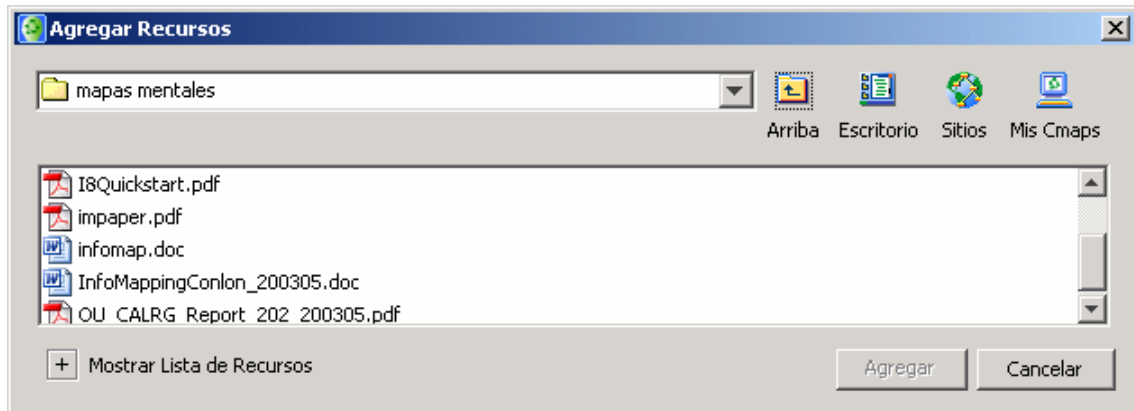 Agregar Recursos
mapas mentales
Arriba Escritorio Sitios Mis Cmaps
I8Quickstart.pdf
impaper.pdf
infomap.doc
InfoMappingConlon_200305.doc
OU_CALRG_Report_202_200305.pdf
+ Mostrar Lista de Recursos Agregar Cancelar